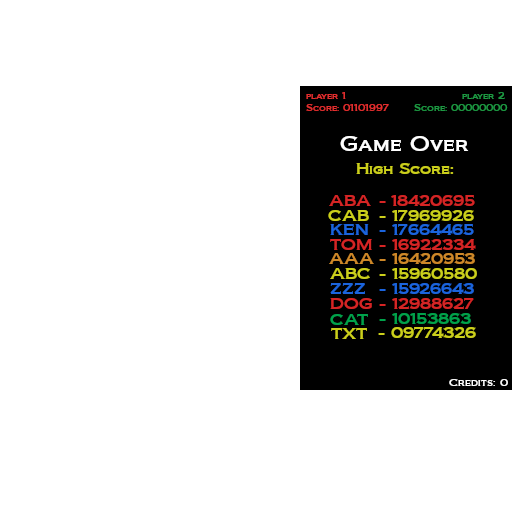 PLAYER 1 PLAYER 2
SCORE: 01101997 SCORE: 00000000
GAME OVER
HIGH SCORE:
ABA - 18420695
CAB - 17969926
KEN - 17664465
TOM - 16922334
AAA - 16420953
ABC - 15960580
ZZZ - 15926643
DOG - 12988627
CAT - 10153863
TXT - 09774326
CREDITS: 0